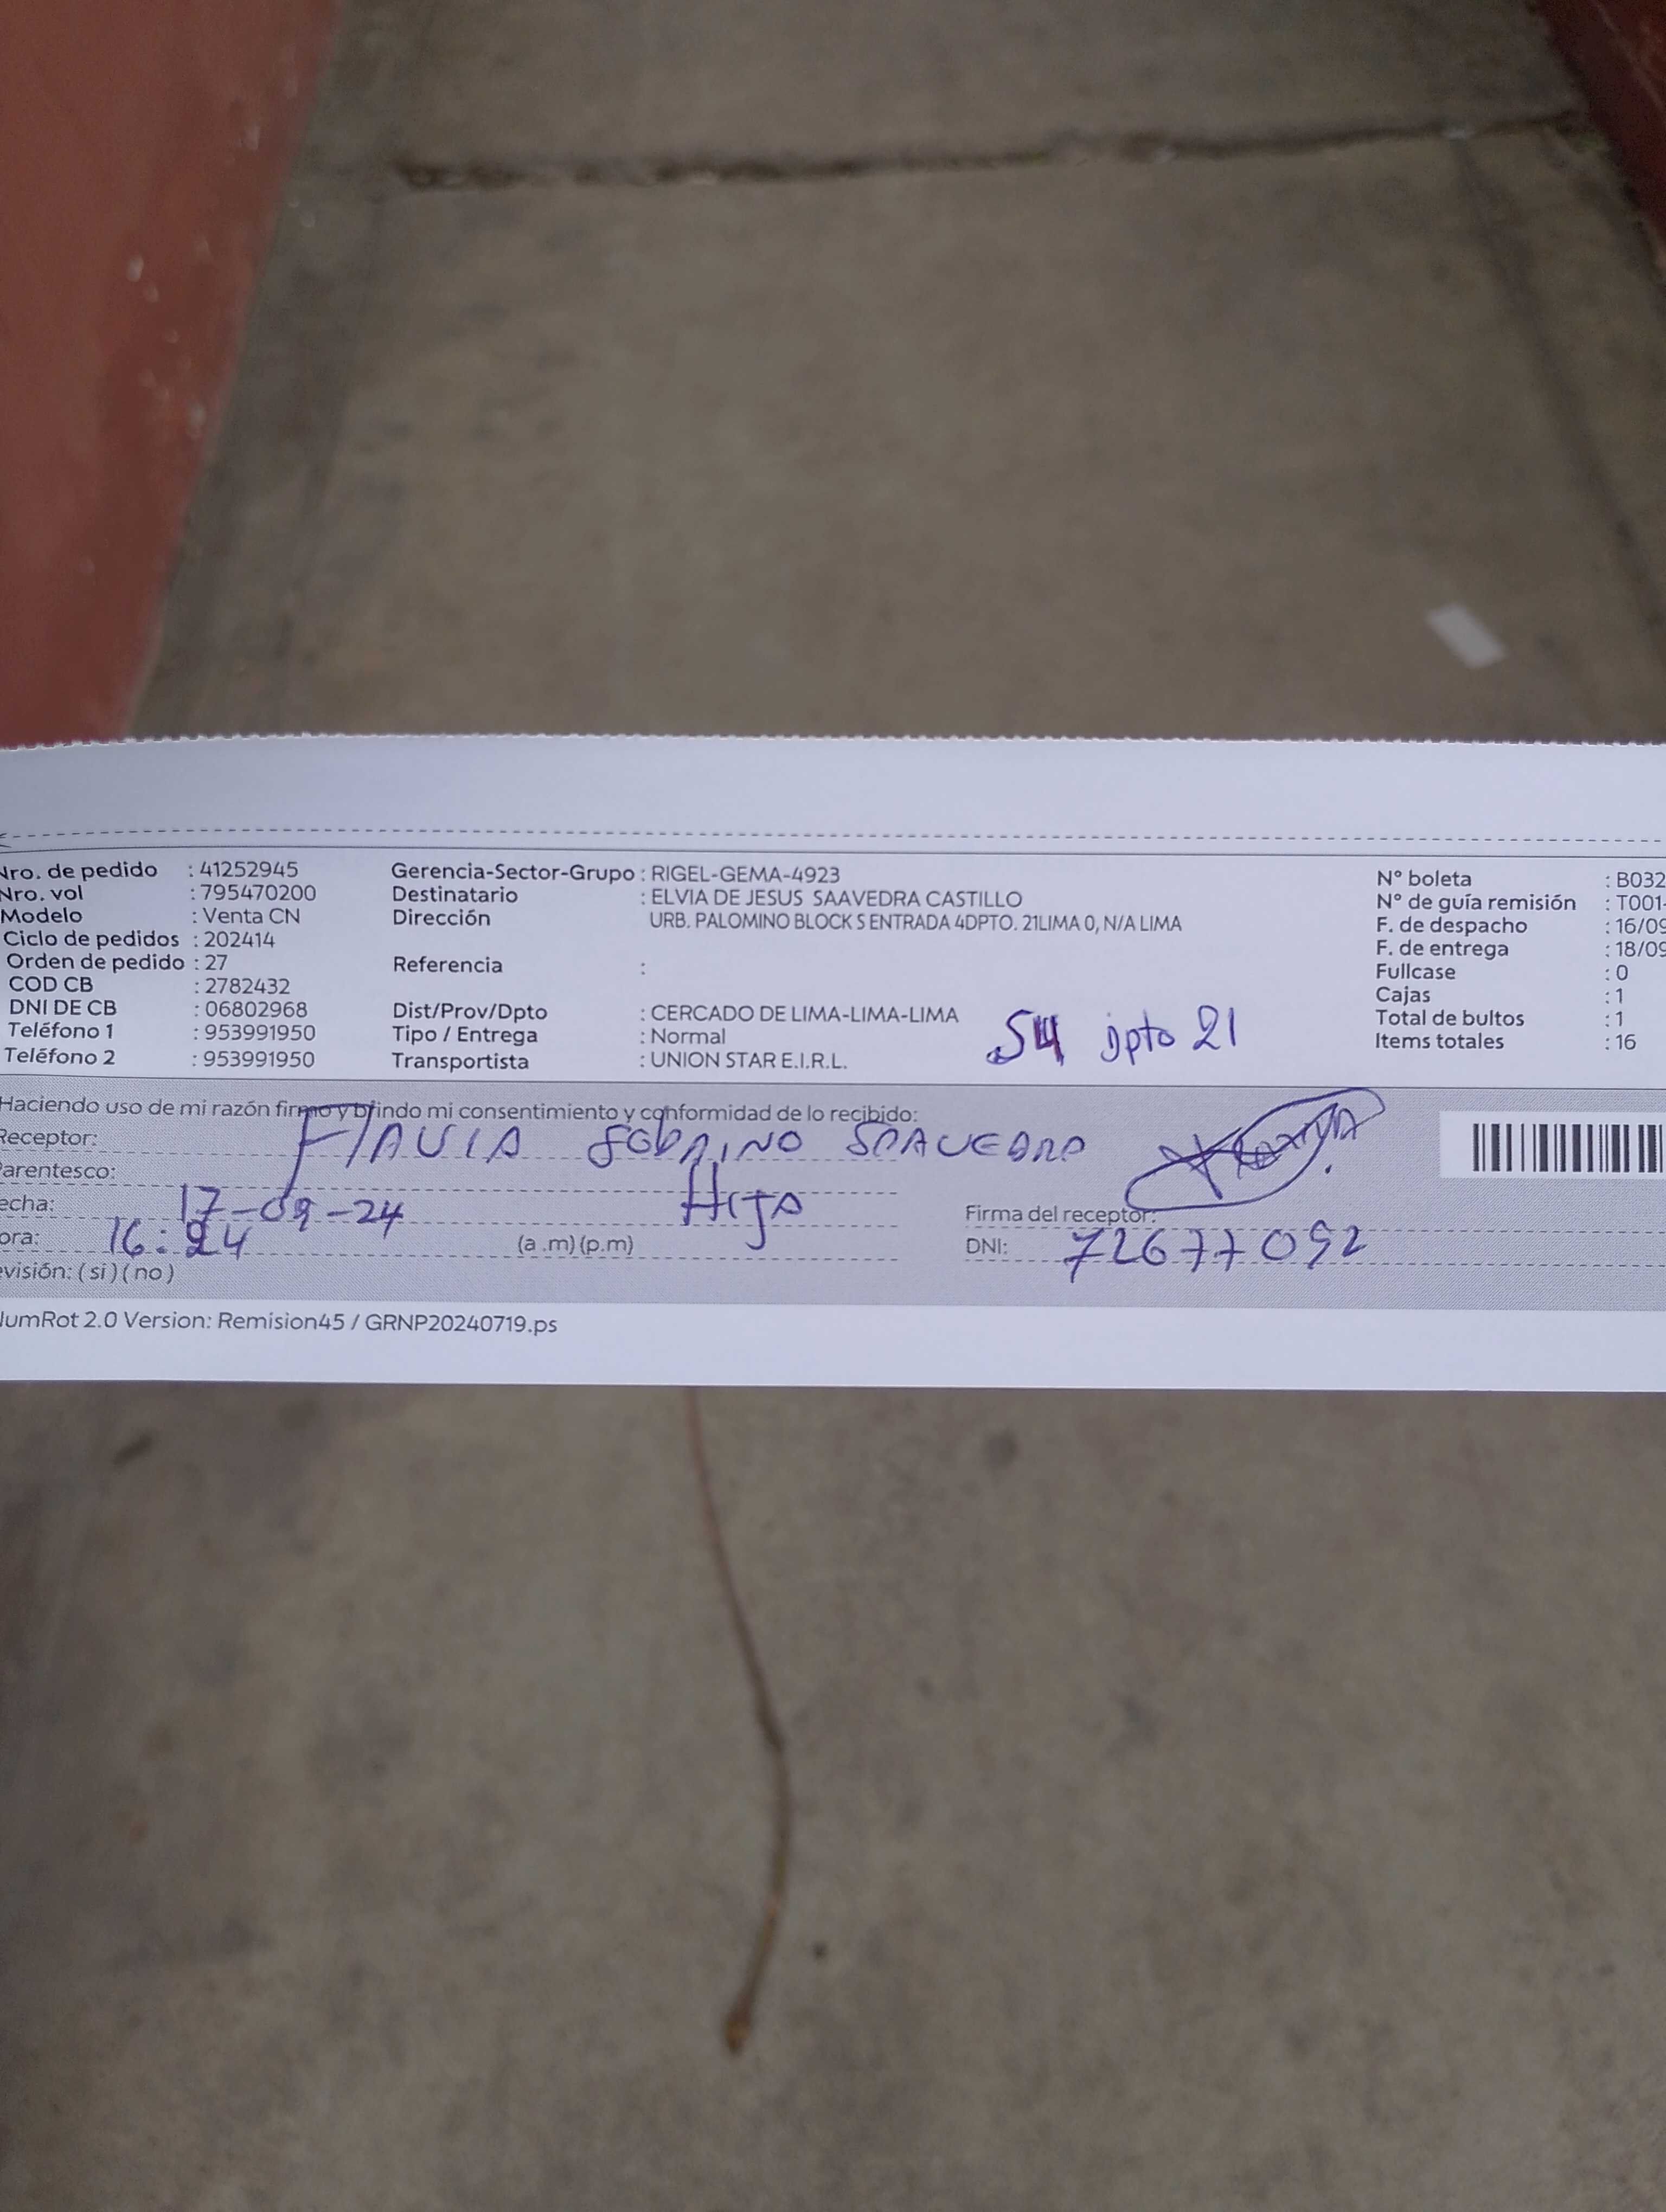 Nro. de pedido : 41252945
Nro. vol : 795470200
Modelo : Venta CN
Ciclo de pedidos : 202414
Orden de pedido : 27
COD CB : 2782432
DNI DE CB : 06802968
Teléfono 1 : 953991950
Teléfono 2 : 953991950
Gerencia-Sector-Grupo : RIGEL-GEMA-4923
Destinatario : ELVIA DE JESUS SAAVEDRA CASTILLO
Dirección URB. PALOMINO BLOCK S ENTRADA 4DPTO. 21LIMA 0, N/A LIMA
Referencia :
Dist/Prov/Dpto : CERCADO DE LIMA-LIMA-LIMA
Tipo / Entrega : Normal
Transportista : UNION STAR E.I.R.L.
S4 Dpto 21
N° boleta : B032
N° de guía remisión : T001-
F. de despacho : 16/09
F. de entrega : 18/09
Fullcase : 0
Cajas : 1
Total de bultos : 1
Items totales : 16
Haciendo uso de mi razón firmo y brindo mi consentimiento y conformidad de lo recibido:
Receptor: FLAVIA SOBRINO SAAVEDRA
Parentesco: Hija
echa: 17-09-24
ora: 16:24 (a .m) (p.m)
evisión: ( si ) ( no )
Firma del receptor:
DNI: 72677092
NumRot 2.0 Version: Remision45 / GRNP20240719.ps